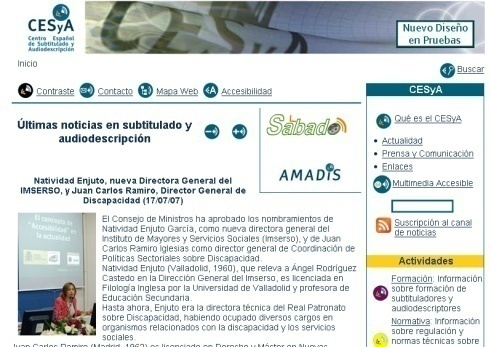 CESyA
Centro Español
de Subtitulado y
Audiodescripción
Nuevo Diseño
en Pruebas
Inicio
Buscar
Contraste
Contacto
Mapa Web
Accesibilidad
CESyA
Últimas noticias en subtitulado y
audiodescripción
Sabado
AMADIS
Qué es el CESyA
Actualidad
Prensa y Comunicación
Enlaces
Multimedia Accesible
Suscripción al canal
de noticias
Natividad Enjuto, nueva Directora General del
IMSERSO, y Juan Carlos Ramiro, Director General de
Discapacidad (17/07/07)
El Consejo de Ministros ha aprobado los nombramientos de
Natividad Enjuto García, como nueva directora general del
Instituto de Mayores y Servicios Sociales (Imserso), y de Juan
Carlos Ramiro Iglesias como director general de Coordinación de
Políticas Sectoriales sobre Discapacidad.
Natividad Enjuto (Valladolid, 1960), que releva a Ángel Rodríguez
Castedo en la Dirección General del Imserso, es licenciada en
Filología Inglesa por la Universidad de Valladolid y profesora de
Educación Secundaria.
Hasta ahora, Enjuto era la directora técnica del Real Patronato
sobre Discapacidad, habiendo ocupado diversos cargos en
organismos relacionados con la discapacidad y los servicios
sociales.
Juan Carlos Ramiro (Madrid, 1962) es licenciado en Derecho y Máster en Nuevas
El concepto de
"Accesibilidad" en
la actualidad
Actividades
Formación: Información
sobre formación de
subtituladores y
audiodescriptores
Normativa: Información
sobre regulación y
normas técnicas sobre